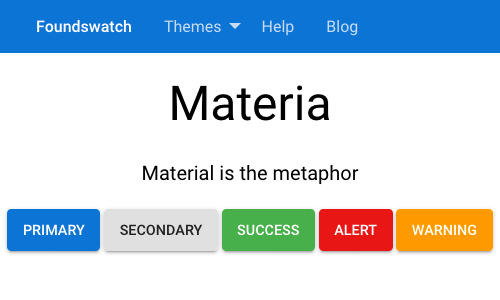 Foundswatch Themes Help Blog
Materia
Material is the metaphor
PRIMARY SECONDARY SUCCESS ALERT WARNING